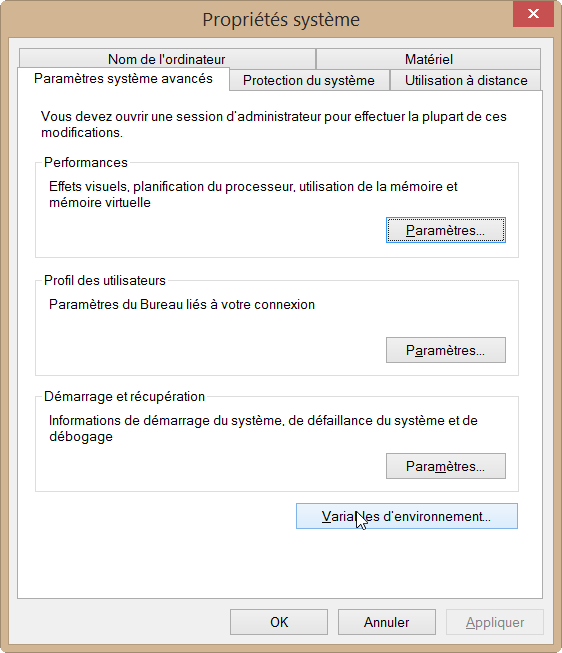 Propriétés système
Nom de l'ordinateur
Matériel
Paramètres système avancés
Protection du système
Utilisation à distance
Vous devez ouvrir une session d'administrateur pour effectuer la plupart de ces
modifications.
Performances
Effets visuels, planification du processeur, utilisation de la mémoire et
mémoire virtuelle
Paramètres...
Profil des utilisateurs
Paramètres du Bureau liés à votre connexion
Paramètres...
Démarrage et récupération
Informations de démarrage du système, de défaillance du système et de
débogage
Paramètres...
Variables d'environnement...
OK
Annuler
Appliquer